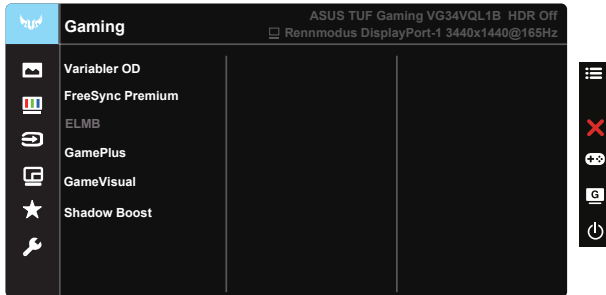 Gaming
ASUS TUF Gaming VG34VQL1B HDR Off
Rennmodus DisplayPort-1 3440x1440@165Hz
Variabler OD
FreeSync Premium
ELMB
GamePlus
GameVisual
Shadow Boost
G